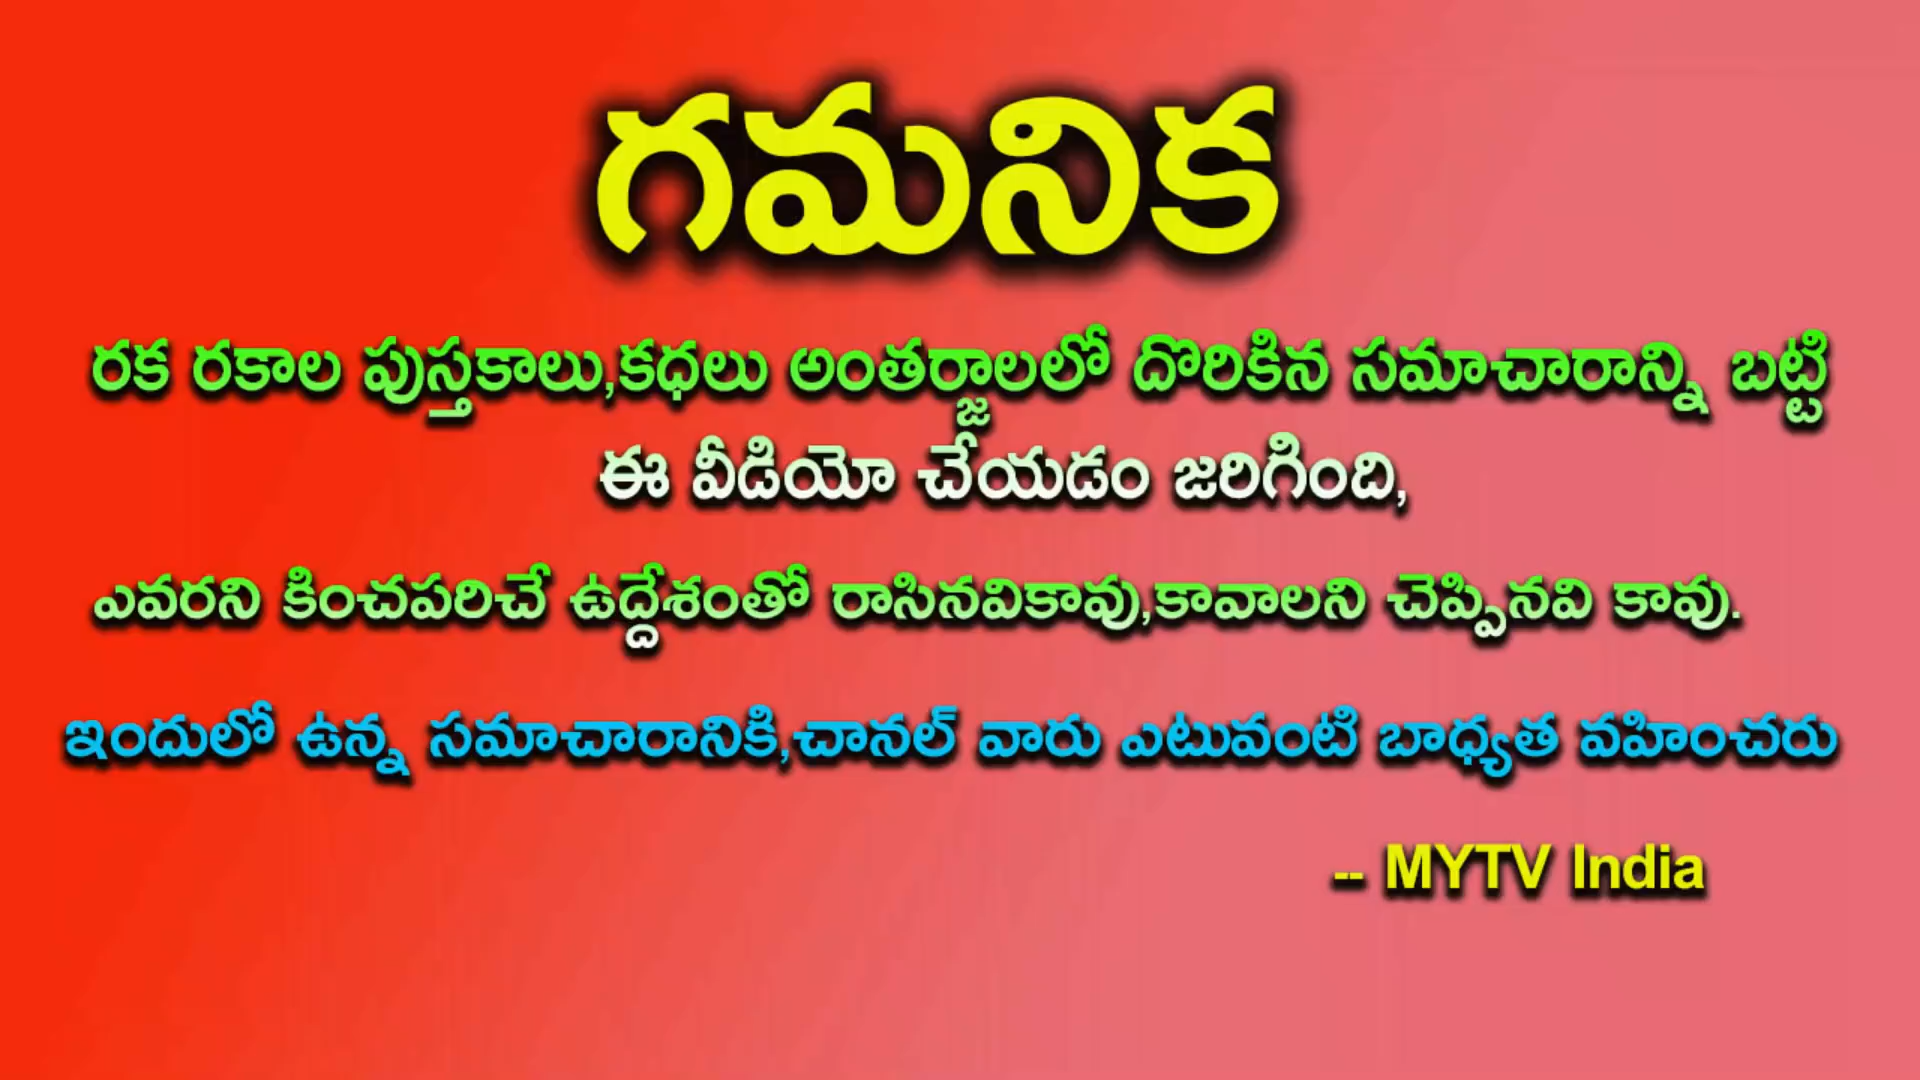 గమనిక
రక రకాల పుస్తకాలు,కధలు అంతర్జాలలో దొరికిన సమాచారాన్ని బట్టి
ఈ వీడియో చేయడం జరిగింది,
ఎవరని కించపరిచే ఉద్దేశంతో రాసినవికావు,కావాలని చెప్పినవి కావు.
ఇందులో ఉన్న సమాచారానికి,చానల్ వారు ఎటువంటి బాధ్యత వహించరు
-- MYTV India